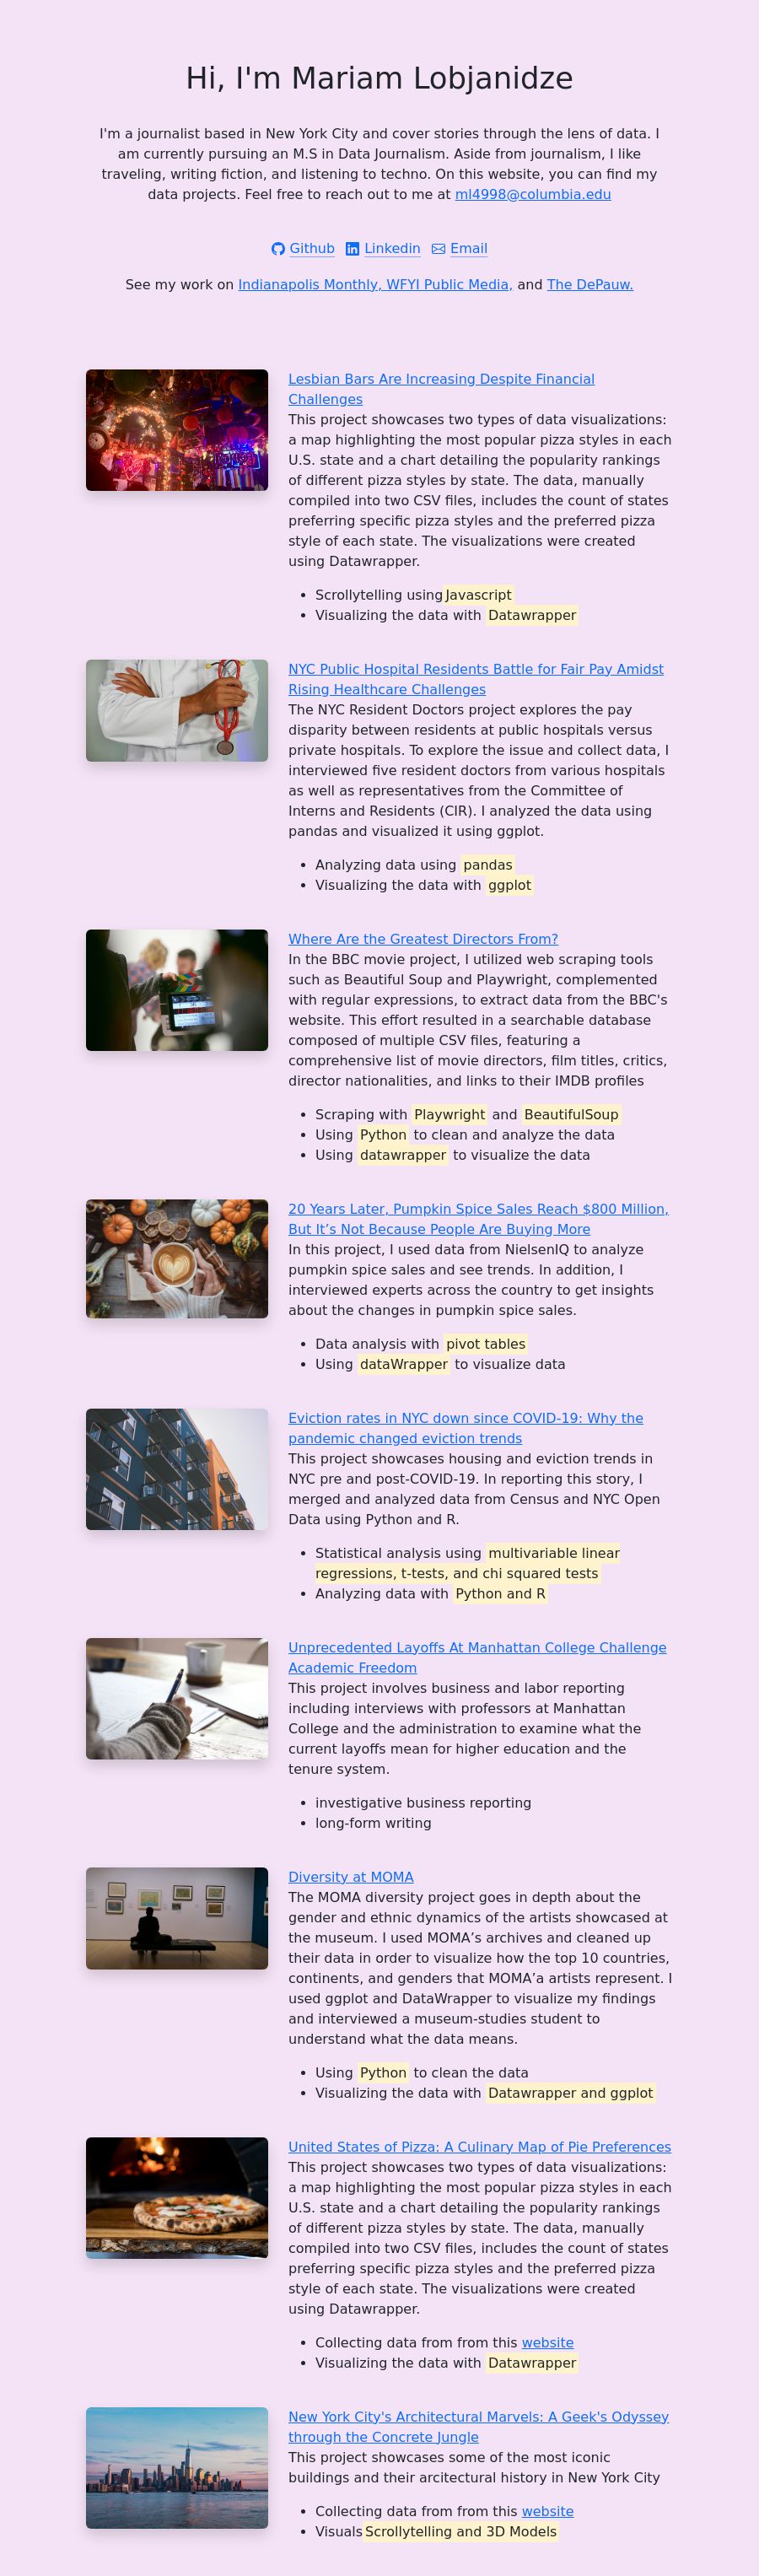 Hi, I'm Mariam Lobjanidze
I'm a journalist based in New York City and cover stories through the lens of data. I
am currently pursuing an M.S in Data Journalism. Aside from journalism, I like
traveling, writing fiction, and listening to techno. On this website, you can find my
data projects. Feel free to reach out to me at ml4998@columbia.edu
Github Linkedin Email
See my work on Indianapolis Monthly, WFYI Public Media, and The DePauw.
Lesbian Bars Are Increasing Despite Financial
Challenges
This project showcases two types of data visualizations:
a map highlighting the most popular pizza styles in each
U.S. state and a chart detailing the popularity rankings
of different pizza styles by state. The data, manually
compiled into two CSV files, includes the count of states
preferring specific pizza styles and the preferred pizza
style of each state. The visualizations were created
using Datawrapper.
• Scrollytelling using Javascript
• Visualizing the data with Datawrapper
NYC Public Hospital Residents Battle for Fair Pay Amidst
Rising Healthcare Challenges
The NYC Resident Doctors project explores the pay
disparity between residents at public hospitals versus
private hospitals. To explore the issue and collect data, I
interviewed five resident doctors from various hospitals
as well as representatives from the Committee of
Interns and Residents (CIR). I analyzed the data using
pandas and visualized it using ggplot.
• Analyzing data using pandas
• Visualizing the data with ggplot
Where Are the Greatest Directors From?
In the BBC movie project, I utilized web scraping tools
such as Beautiful Soup and Playwright, complemented
with regular expressions, to extract data from the BBC's
website. This effort resulted in a searchable database
composed of multiple CSV files, featuring a
comprehensive list of movie directors, film titles, critics,
director nationalities, and links to their IMDB profiles
• Scraping with Playwright and BeautifulSoup
• Using Python to clean and analyze the data
• Using datawrapper to visualize the data
20 Years Later, Pumpkin Spice Sales Reach $800 Million,
But It’s Not Because People Are Buying More
In this project, I used data from NielsenIQ to analyze
pumpkin spice sales and see trends. In addition, I
interviewed experts across the country to get insights
about the changes in pumpkin spice sales.
• Data analysis with pivot tables
• Using dataWrapper to visualize data
Eviction rates in NYC down since COVID-19: Why the
pandemic changed eviction trends
This project showcases housing and eviction trends in
NYC pre and post-COVID-19. In reporting this story, I
merged and analyzed data from Census and NYC Open
Data using Python and R.
• Statistical analysis using multivariable linear
regressions, t-tests, and chi squared tests
• Analyzing data with Python and R
Unprecedented Layoffs At Manhattan College Challenge
Academic Freedom
This project involves business and labor reporting
including interviews with professors at Manhattan
College and the administration to examine what the
current layoffs mean for higher education and the
tenure system.
• investigative business reporting
• long-form writing
Diversity at MOMA
The MOMA diversity project goes in depth about the
gender and ethnic dynamics of the artists showcased at
the museum. I used MOMA’s archives and cleaned up
their data in order to visualize how the top 10 countries,
continents, and genders that MOMA’a artists represent. I
used ggplot and DataWrapper to visualize my findings
and interviewed a museum-studies student to
understand what the data means.
• Using Python to clean the data
• Visualizing the data with Datawrapper and ggplot
United States of Pizza: A Culinary Map of Pie Preferences
This project showcases two types of data visualizations:
a map highlighting the most popular pizza styles in each
U.S. state and a chart detailing the popularity rankings
of different pizza styles by state. The data, manually
compiled into two CSV files, includes the count of states
preferring specific pizza styles and the preferred pizza
style of each state. The visualizations were created
using Datawrapper.
• Collecting data from from this website
• Visualizing the data with Datawrapper
New York City's Architectural Marvels: A Geek's Odyssey
through the Concrete Jungle
This project showcases some of the most iconic
buildings and their arcitectural history in New York City
• Collecting data from from this website
• Visuals Scrollytelling and 3D Models